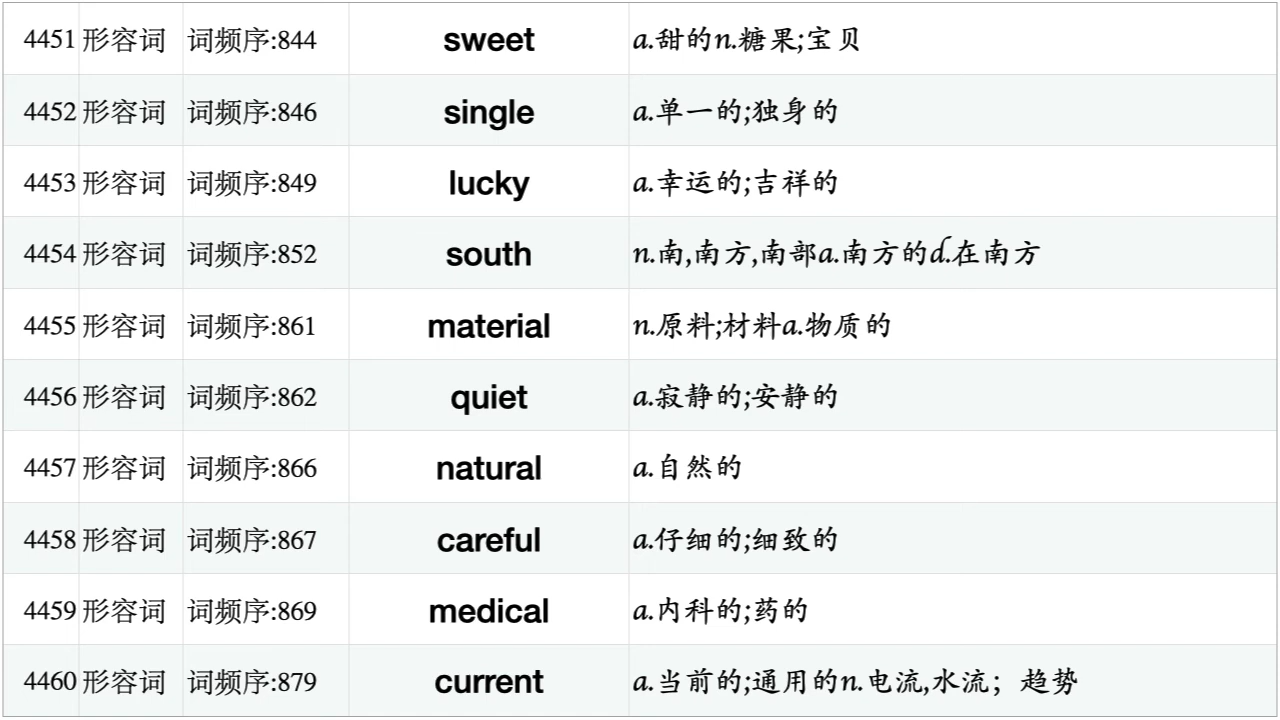 4451 形容词 词频序:844 sweet a.甜的n.糖果;宝贝
4452 形容词 词频序:846 single a.单一的;独身的
4453 形容词 词频序:849 lucky a.幸运的;吉祥的
4454 形容词 词频序:852 south n.南,南方,南部a.南方的d.在南方
4455 形容词 词频序:861 material n.原料;材料a.物质的
4456 形容词 词频序:862 quiet a.寂静的;安静的
4457 形容词 词频序:866 natural a.自然的
4458 形容词 词频序:867 careful a.仔细的;细致的
4459 形容词 词频序:869 medical a.内科的;药的
4460 形容词 词频序:879 current a.当前的;通用的n.电流,水流；趋势